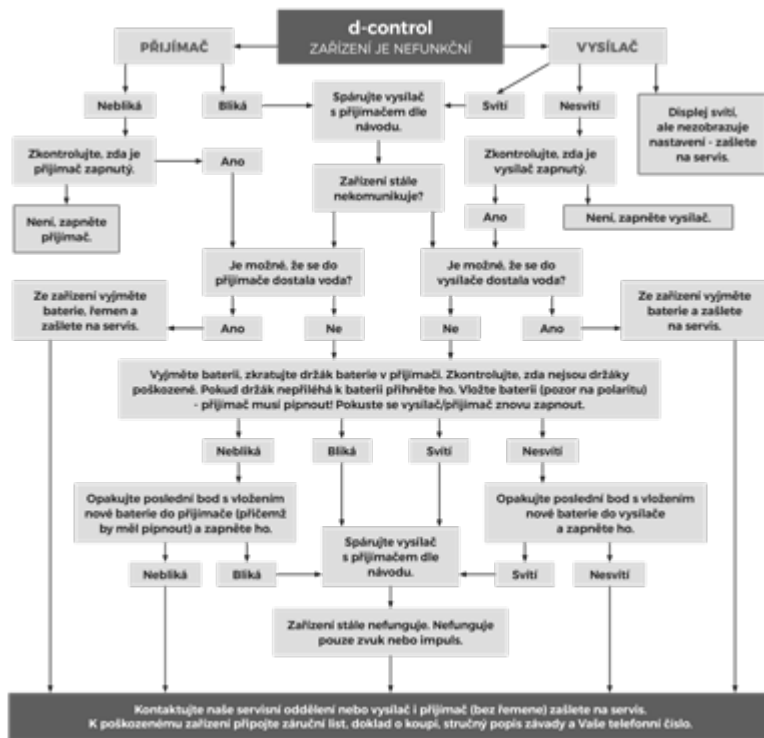 d-control
ZAŘÍZENÍ JE NEFUNKČNÍ
PŘIJÍMAČ
VYSÍLAČ
Nebliká
Bliká
Spárujte vysílač
s přijímačem dle
návodu.
Svítí
Nesvítí
Displej svítí,
ale nezobrazuje
nastavení - zašlete
na servis.
Zkontrolujte, zda je
přijímač zapnutý.
Ano
Zařízení stále
nekomunikuje?
Zkontrolujte, zda je
vysílač zapnutý.
Není, zapněte
přijímač.
Ano
Není, zapněte vysílač.
Je možné, že se do
přijímače dostala voda?
Je možné, že se do
vysílače dostala voda?
Ze zařízení vyjměte
baterie, řemen a
zašlete na servis.
Ano
Ne
Ne
Ano
Ze zařízení vyjměte
baterie a zašlete
na servis.
Vyjměte baterii, zkratujte držák baterie v přijímači. Zkontrolujte, zda nejsou držáky
poškozené. Pokud držák nepřiléhá k baterii přihněte ho. Vložte baterii (pozor na polaritu)
- přijímač musí pípnout! Pokuste se vysílač/přijímač znovu zapnout.
Nebliká
Bliká
Svítí
Nesvítí
Opakujte poslední bod s vložením
nové baterie do přijímače (přičemž
by měl pípnout) a zapněte ho.
Opakujte poslední bod s vložením
nové baterie do vysílače
a zapněte ho.
Spárujte vysílač
s přijímačem dle
návodu.
Nebliká
Bliká
Svítí
Nesvítí
Zařízení stále nefunguje. Nefunguje
pouze zvuk nebo impuls.
Kontaktujte naše servisní oddělení nebo vysílač i přijímač (bez řemene) zašlete na servis.
K poškozenému zařízení připojte záruční list, doklad o koupi, stručný popis závady a Vaše telefonní číslo.